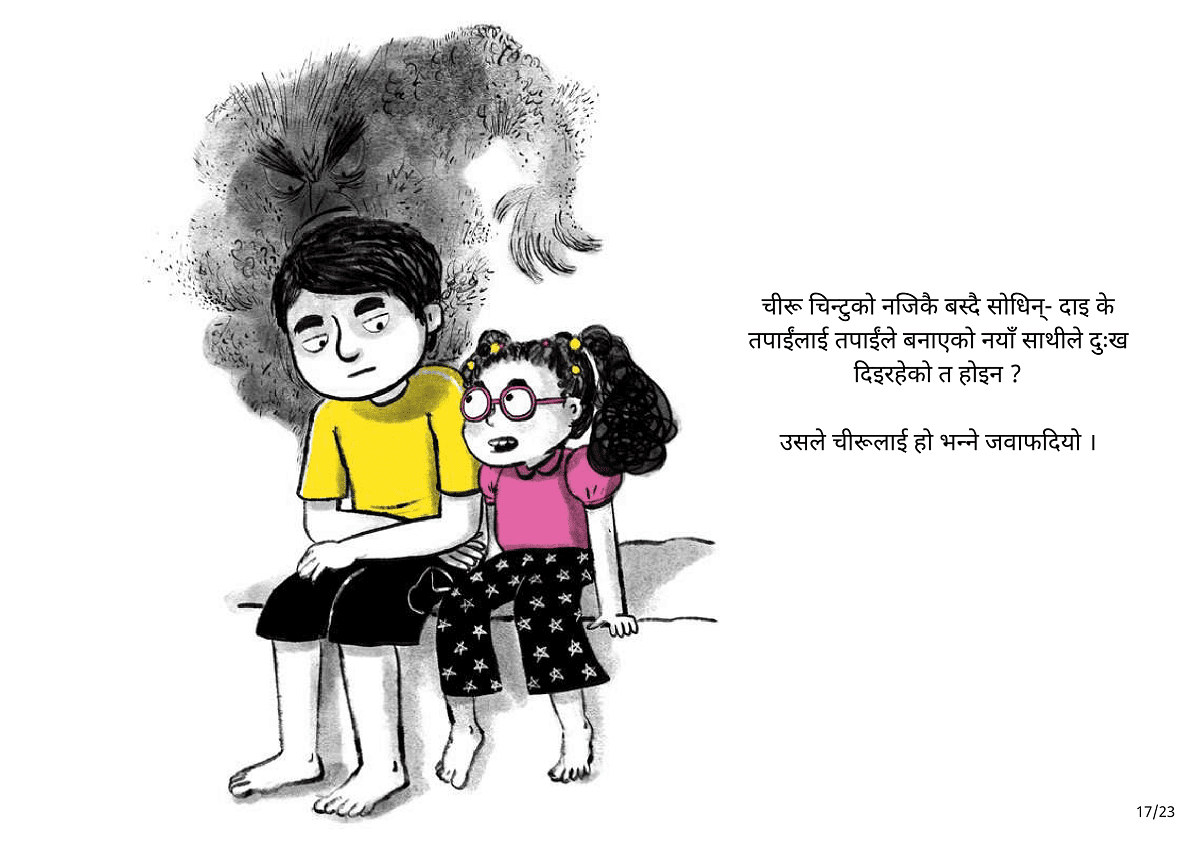 चीरू चिन्टुको नजिकै बस्दै सोधिन्- दाइ के
तपाईंलाई तपाईंले बनाएको नयाँ साथीले दुःख
दिइरहेको त होइन ?
उसले चीरूलाई हो भन्ने जवाफदियो ।
17/23